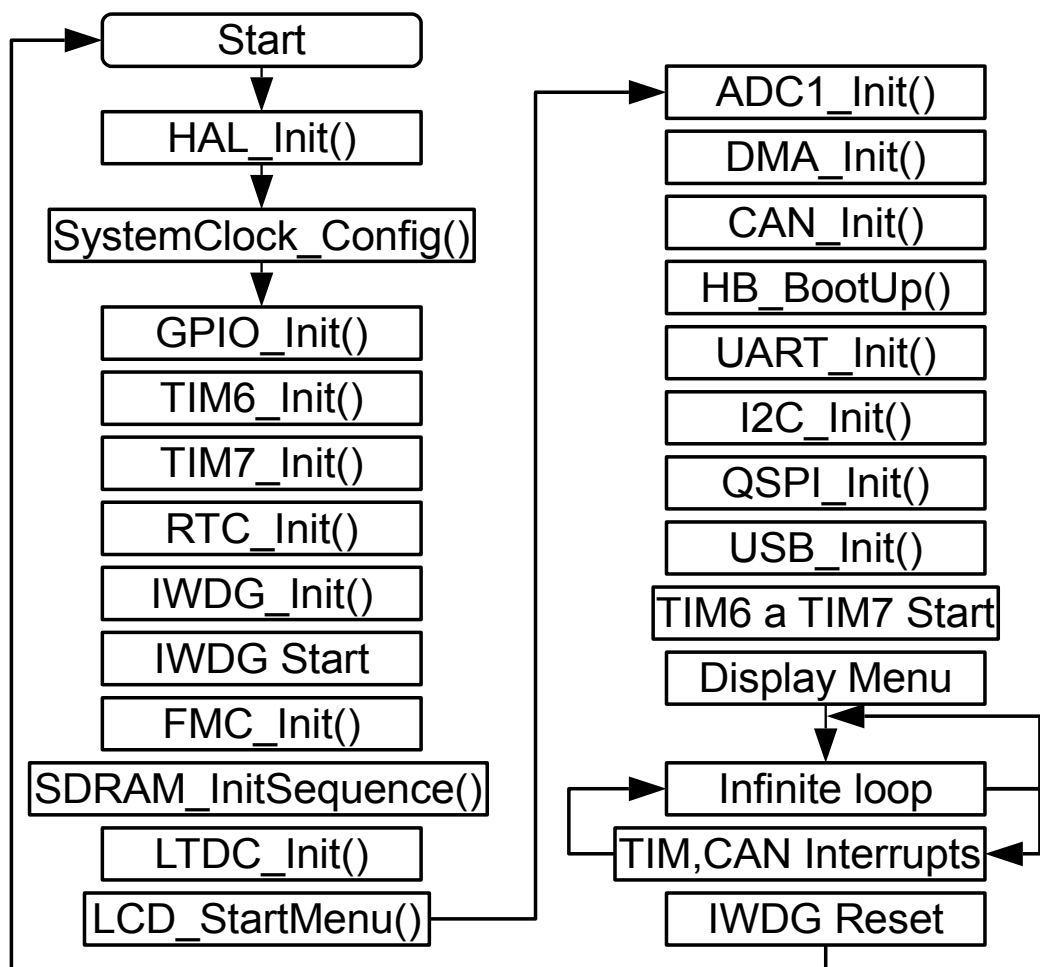 Start
HAL_Init()
SystemClock_Config()
GPIO_Init()
TIM6_Init()
TIM7_Init()
RTC_Init()
IWDG_Init()
IWDG Start
FMC_Init()
SDRAM_InitSequence()
LTDC_Init()
LCD_StartMenu()
ADC1_Init()
DMA_Init()
CAN_Init()
HB_BootUp()
UART_Init()
I2C_Init()
QSPI_Init()
USB_Init()
TIM6 a TIM7 Start
Display Menu
Infinite loop
TIM,CAN Interrupts
IWDG Reset